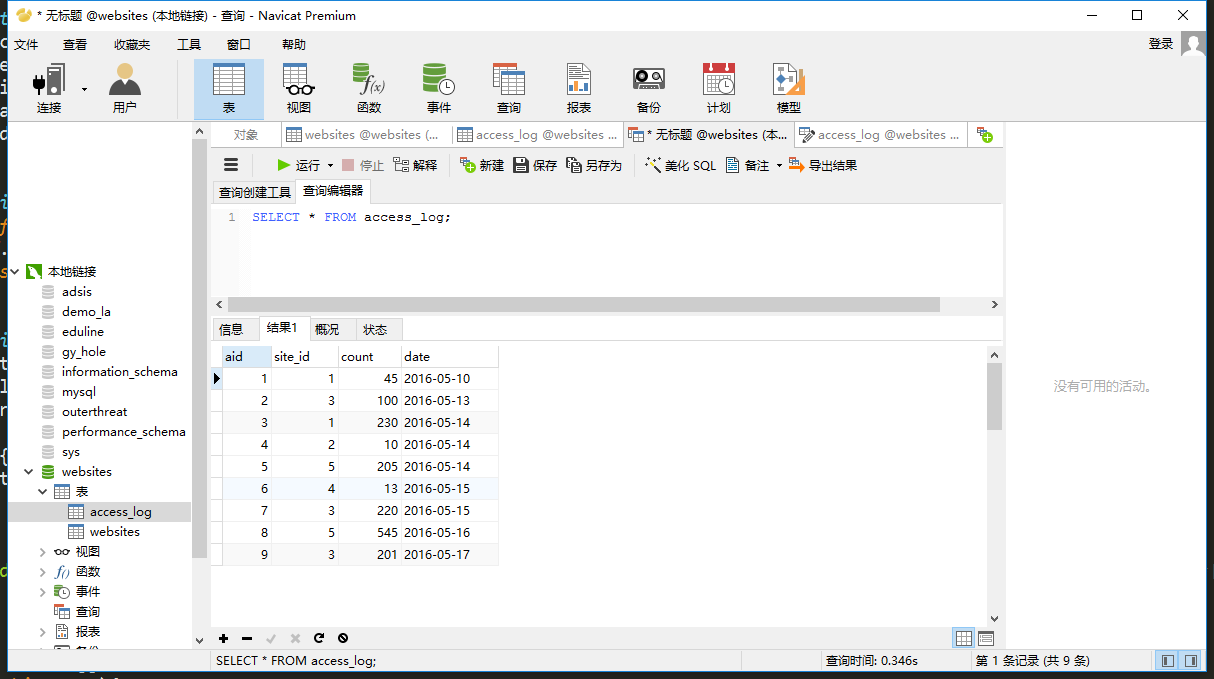 * 无标题 @websites (本地链接) - 查询 - Navicat Premium
文件 查看 收藏夹 工具 窗口 帮助 登录
连接 用户 表 视图 函数 事件 查询 报表 备份 计划 模型
对象 websites @websites (... access_log @websites ... * 无标题 @websites (本... access_log @websites ...
运行 停止 解释 新建 保存 另存为 美化 SQL 备注 导出结果
查询创建工具 查询编辑器
1 SELECT * FROM access_log;
本地链接
adsis
demo_la
eduline
gy_hole
information_schema
mysql
outerthreat
performance_schema
sys
websites
表
access_log
websites
视图
函数
事件
查询
报表
信息 结果1 概况 状态
aid site_id count date
1 1 45 2016-05-10
2 3 100 2016-05-13
3 1 230 2016-05-14
4 2 10 2016-05-14
5 5 205 2016-05-14
6 4 13 2016-05-15
7 3 220 2016-05-15
8 5 545 2016-05-16
9 3 201 2016-05-17
没有可用的活动。
SELECT * FROM access_log; 查询时间: 0.346s 第 1 条记录 (共 9 条)